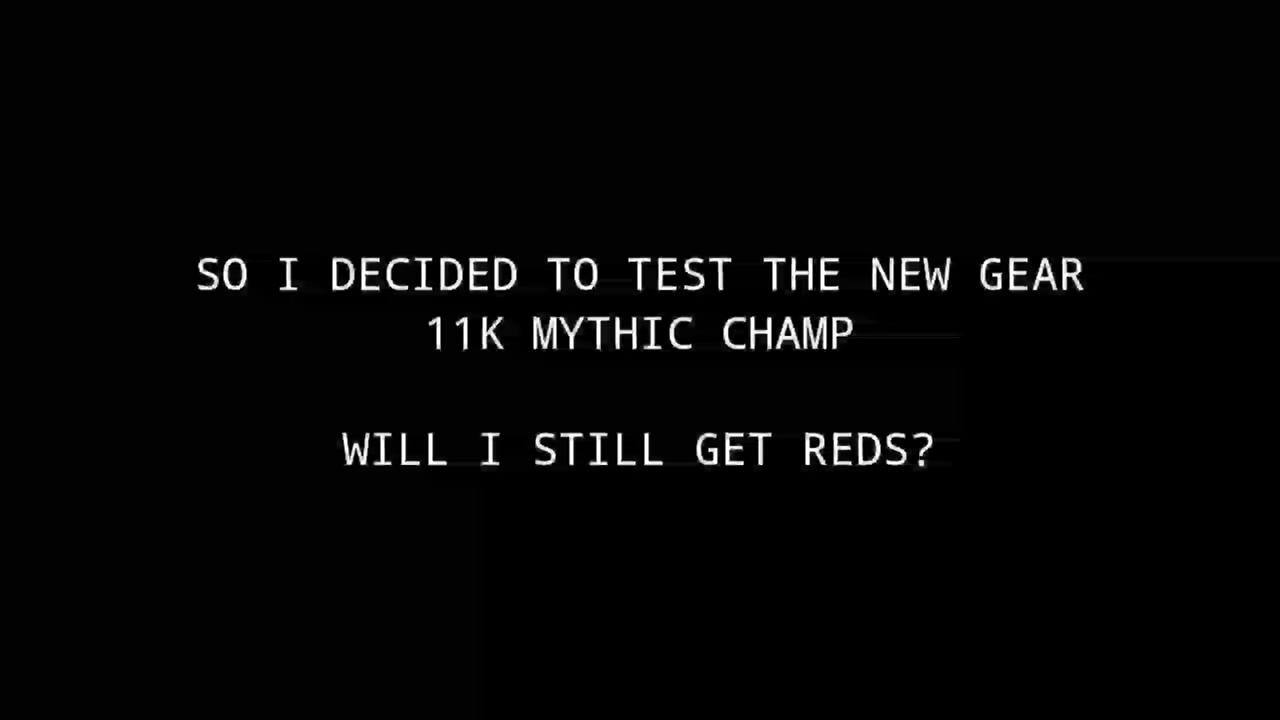 SO I DECIDED TO TEST THE NEW GEAR
11K MYTHIC CHAMP
WILL I STILL GET REDS?